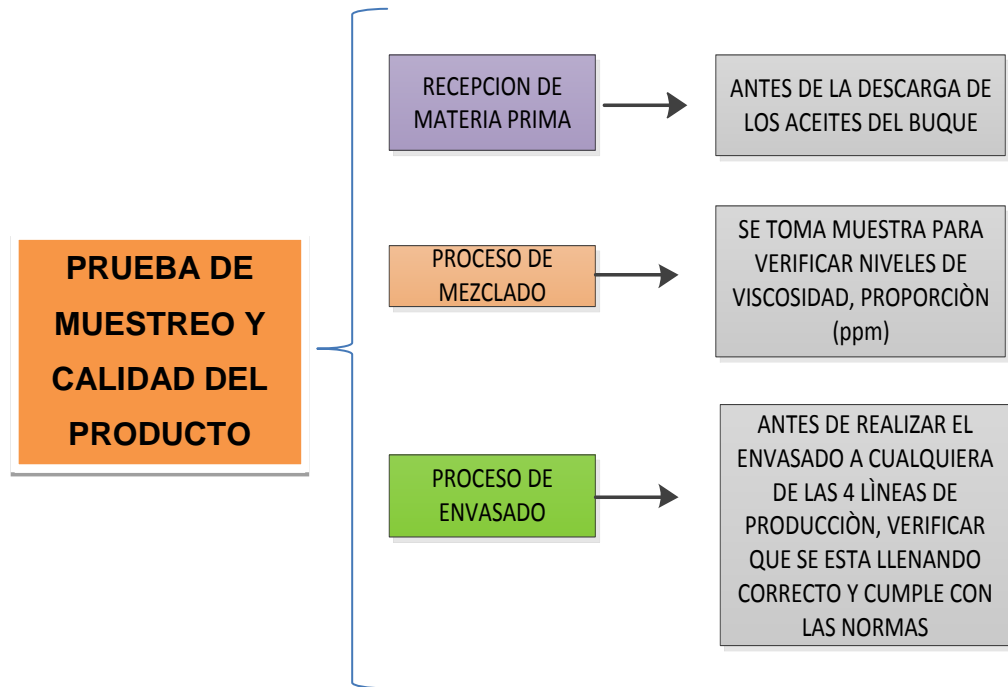 PRUEBA DE
MUESTREO Y
CALIDAD DEL
PRODUCTO
RECEPCION DE
MATERIA PRIMA
ANTES DE LA DESCARGA DE
LOS ACEITES DEL BUQUE
PROCESO DE
MEZCLADO
SE TOMA MUESTRA PARA
VERIFICAR NIVELES DE
VISCOSIDAD, PROPORCIÒN
(ppm)
PROCESO DE
ENVASADO
ANTES DE REALIZAR EL
ENVASADO A CUALQUIERA
DE LAS 4 LÌNEAS DE
PRODUCCIÒN, VERIFICAR
QUE SE ESTA LLENANDO
CORRECTO Y CUMPLE CON
LAS NORMAS